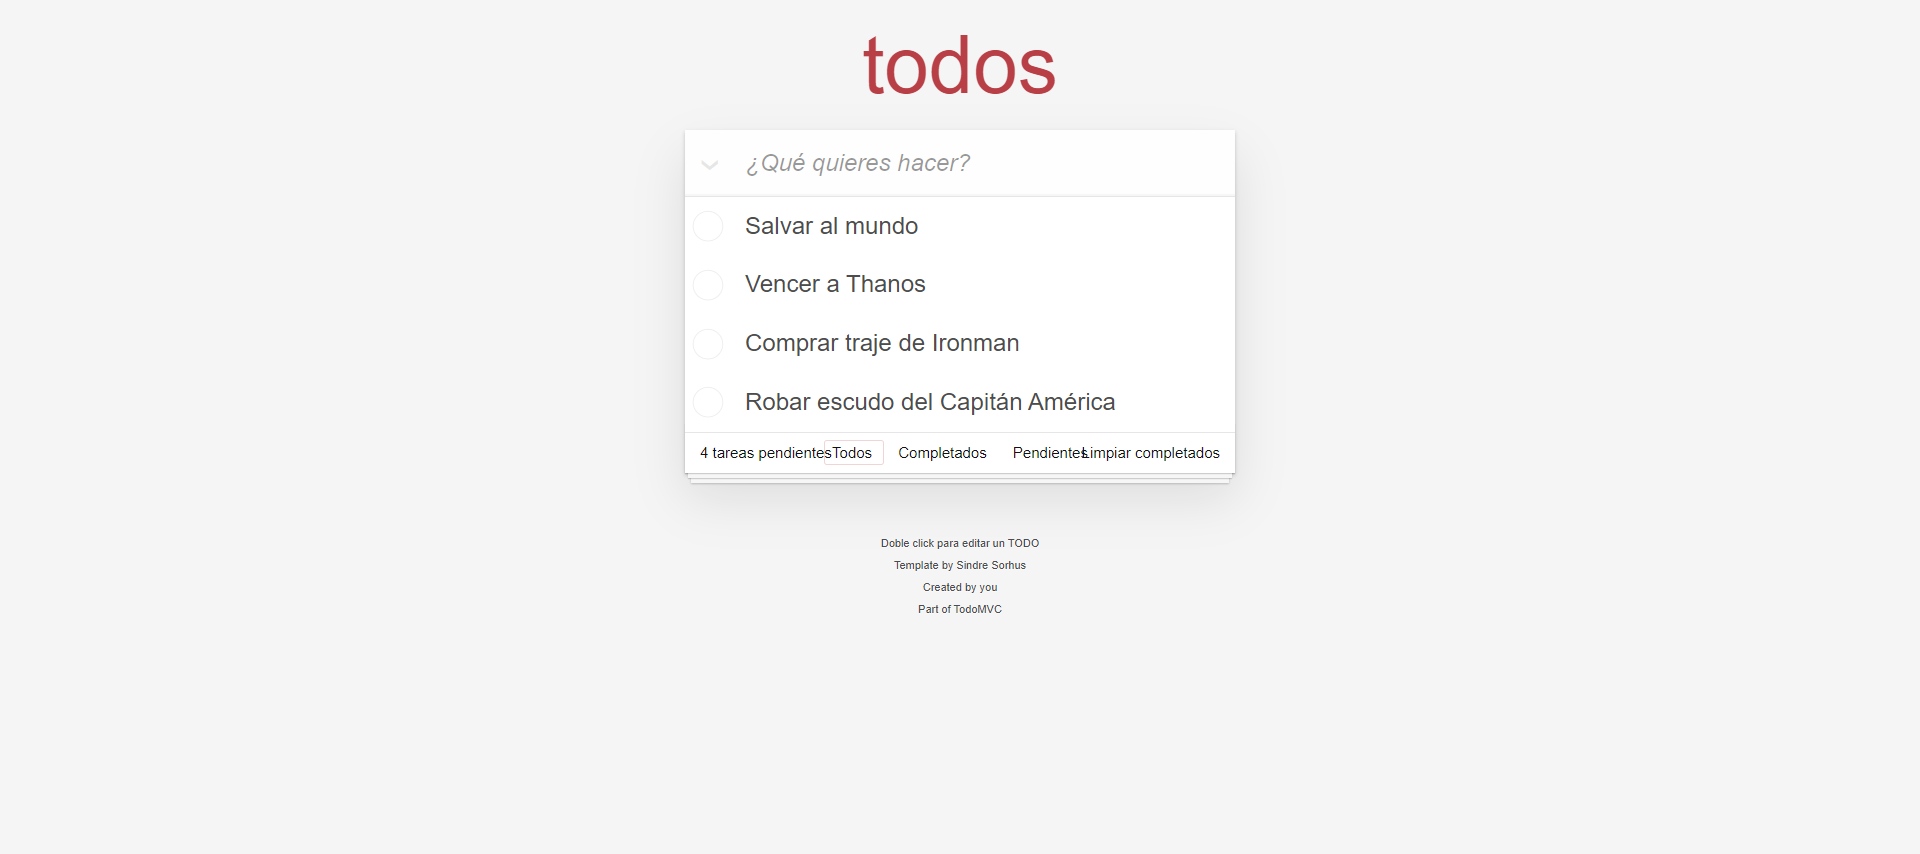 todos
¿Qué quieres hacer?
Salvar al mundo
Vencer a Thanos
Comprar traje de Ironman
Robar escudo del Capitán América
4 tareas pendientes Todos Completados Pendientes Limpiar completados
Doble click para editar un TODO
Template by Sindre Sorhus
Created by you
Part of TodoMVC